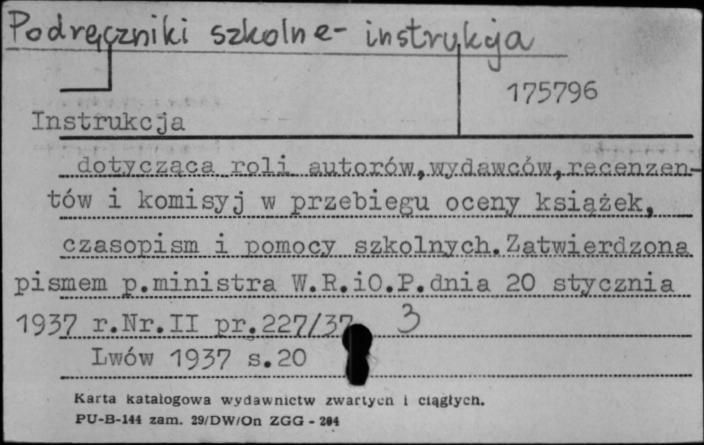 Podręczniki szkolne - instrukcja
175796
Instrukcja
dotycząca roli autorów,wydawców,recenzen-
tów i komisyj w przebiegu oceny książek,
czasopism i pomocy szkolnych.Zatwierdzona
pismem p.ministra W.R.iO.P.dnia 20 stycznia
1937 r.Nr.II pr.227/37 3
Lwów 1937 s.20
Karta katalogowa wydawnictw zwartych i ciągłych.
PU-B-144 zam. 29/DW/On ZGG - 204